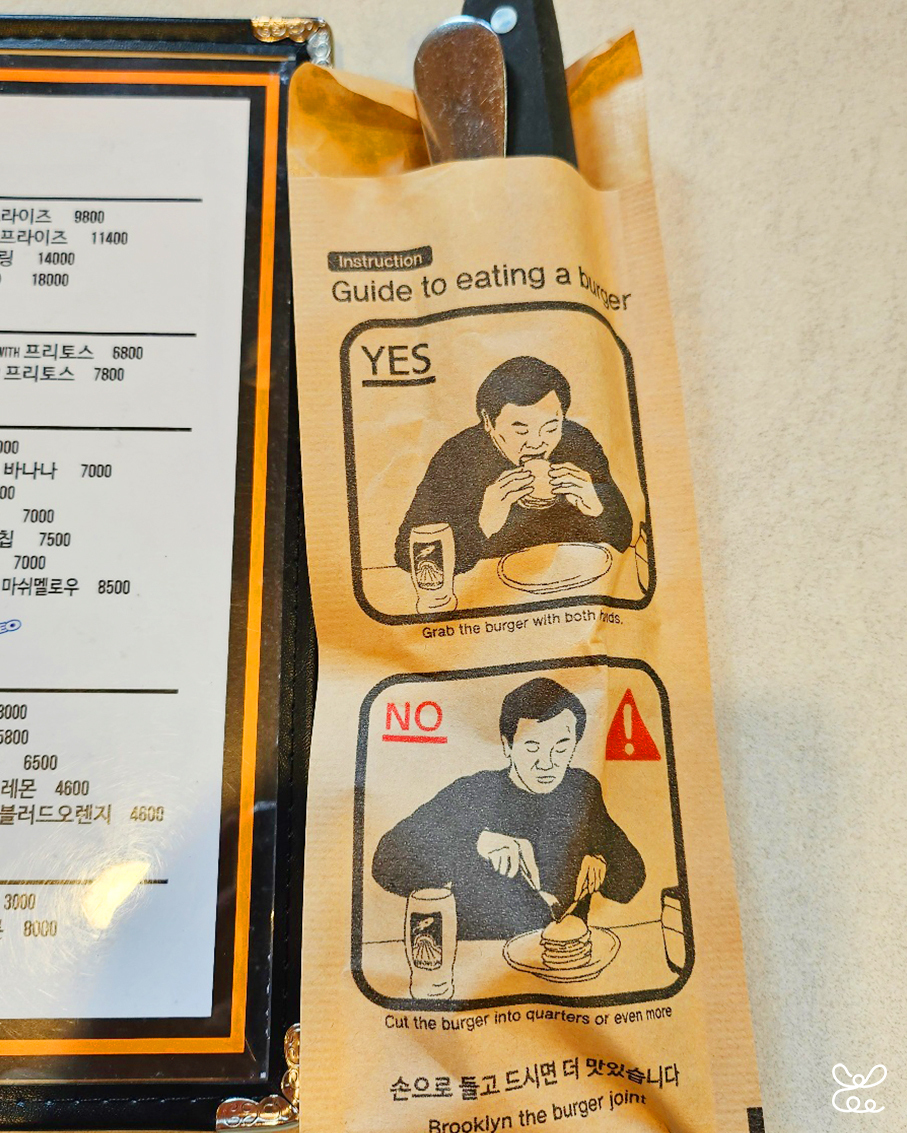 라이즈 9800
프라이즈 11400
링 14000
18000
WITH 프리토스 6800
프리토스 7800
000
바나나 7000
00
7000
칩 7500
7000
마쉬멜로우 8500
8000
5800
6500
레몬 4600
블러드오렌지 4600
3000
8000
Instruction
Guide to eating a burger
YES
Grab the burger with both hands.
NO
Cut the burger into quarters or even more
손으로 들고 드시면 더 맛있습니다
Brooklyn the burger joint